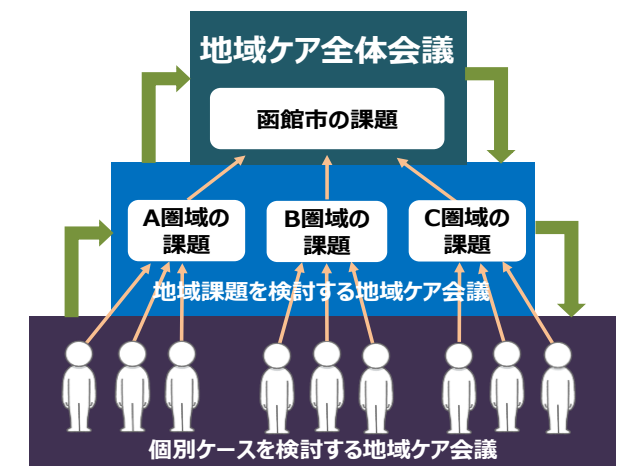 地域ケア全体会議
函館市の課題
A圏域の
課題
B圏域の
課題
C圏域の
課題
地域課題を検討する地域ケア会議
個別ケースを検討する地域ケア会議